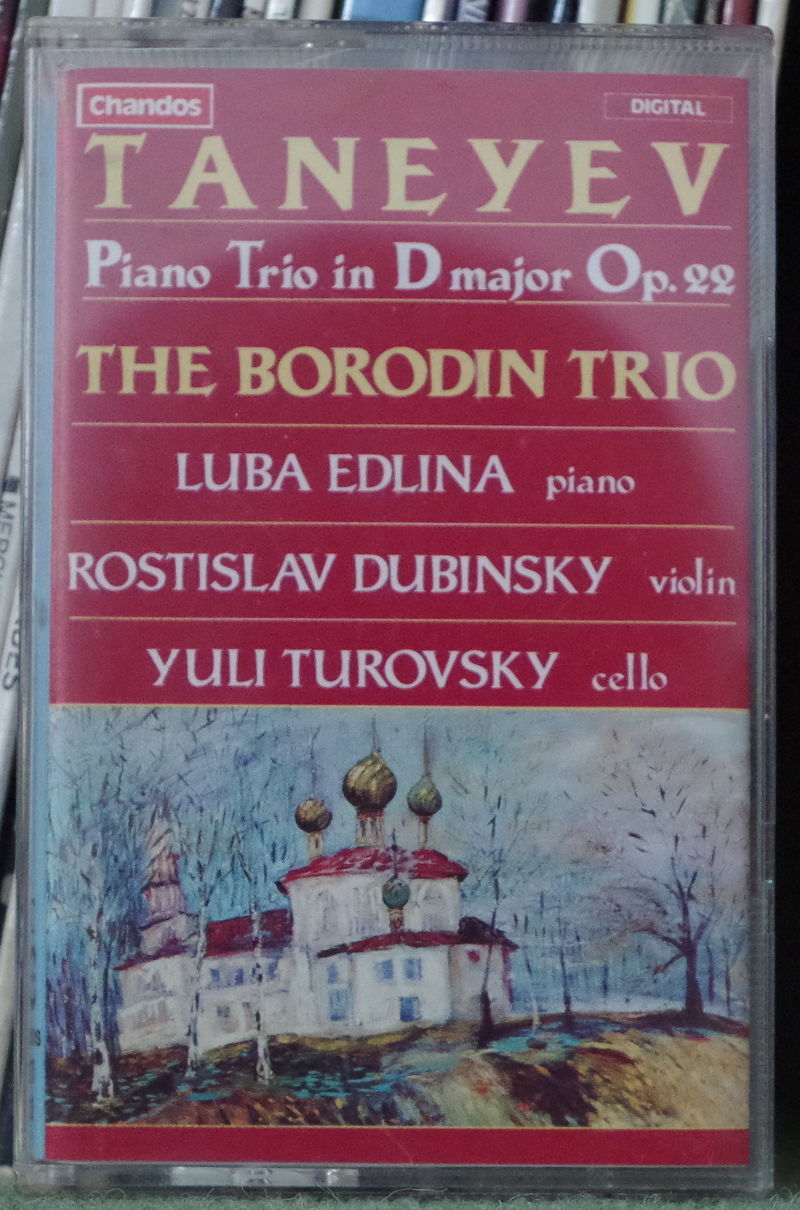 Chandos
DIGITAL
TANEYEV
Piano Trio in D major Op.22
THE BORODIN TRIO
LUBA EDLINA piano
ROSTISLAV DUBINSKY violin
YULI TUROVSKY cello